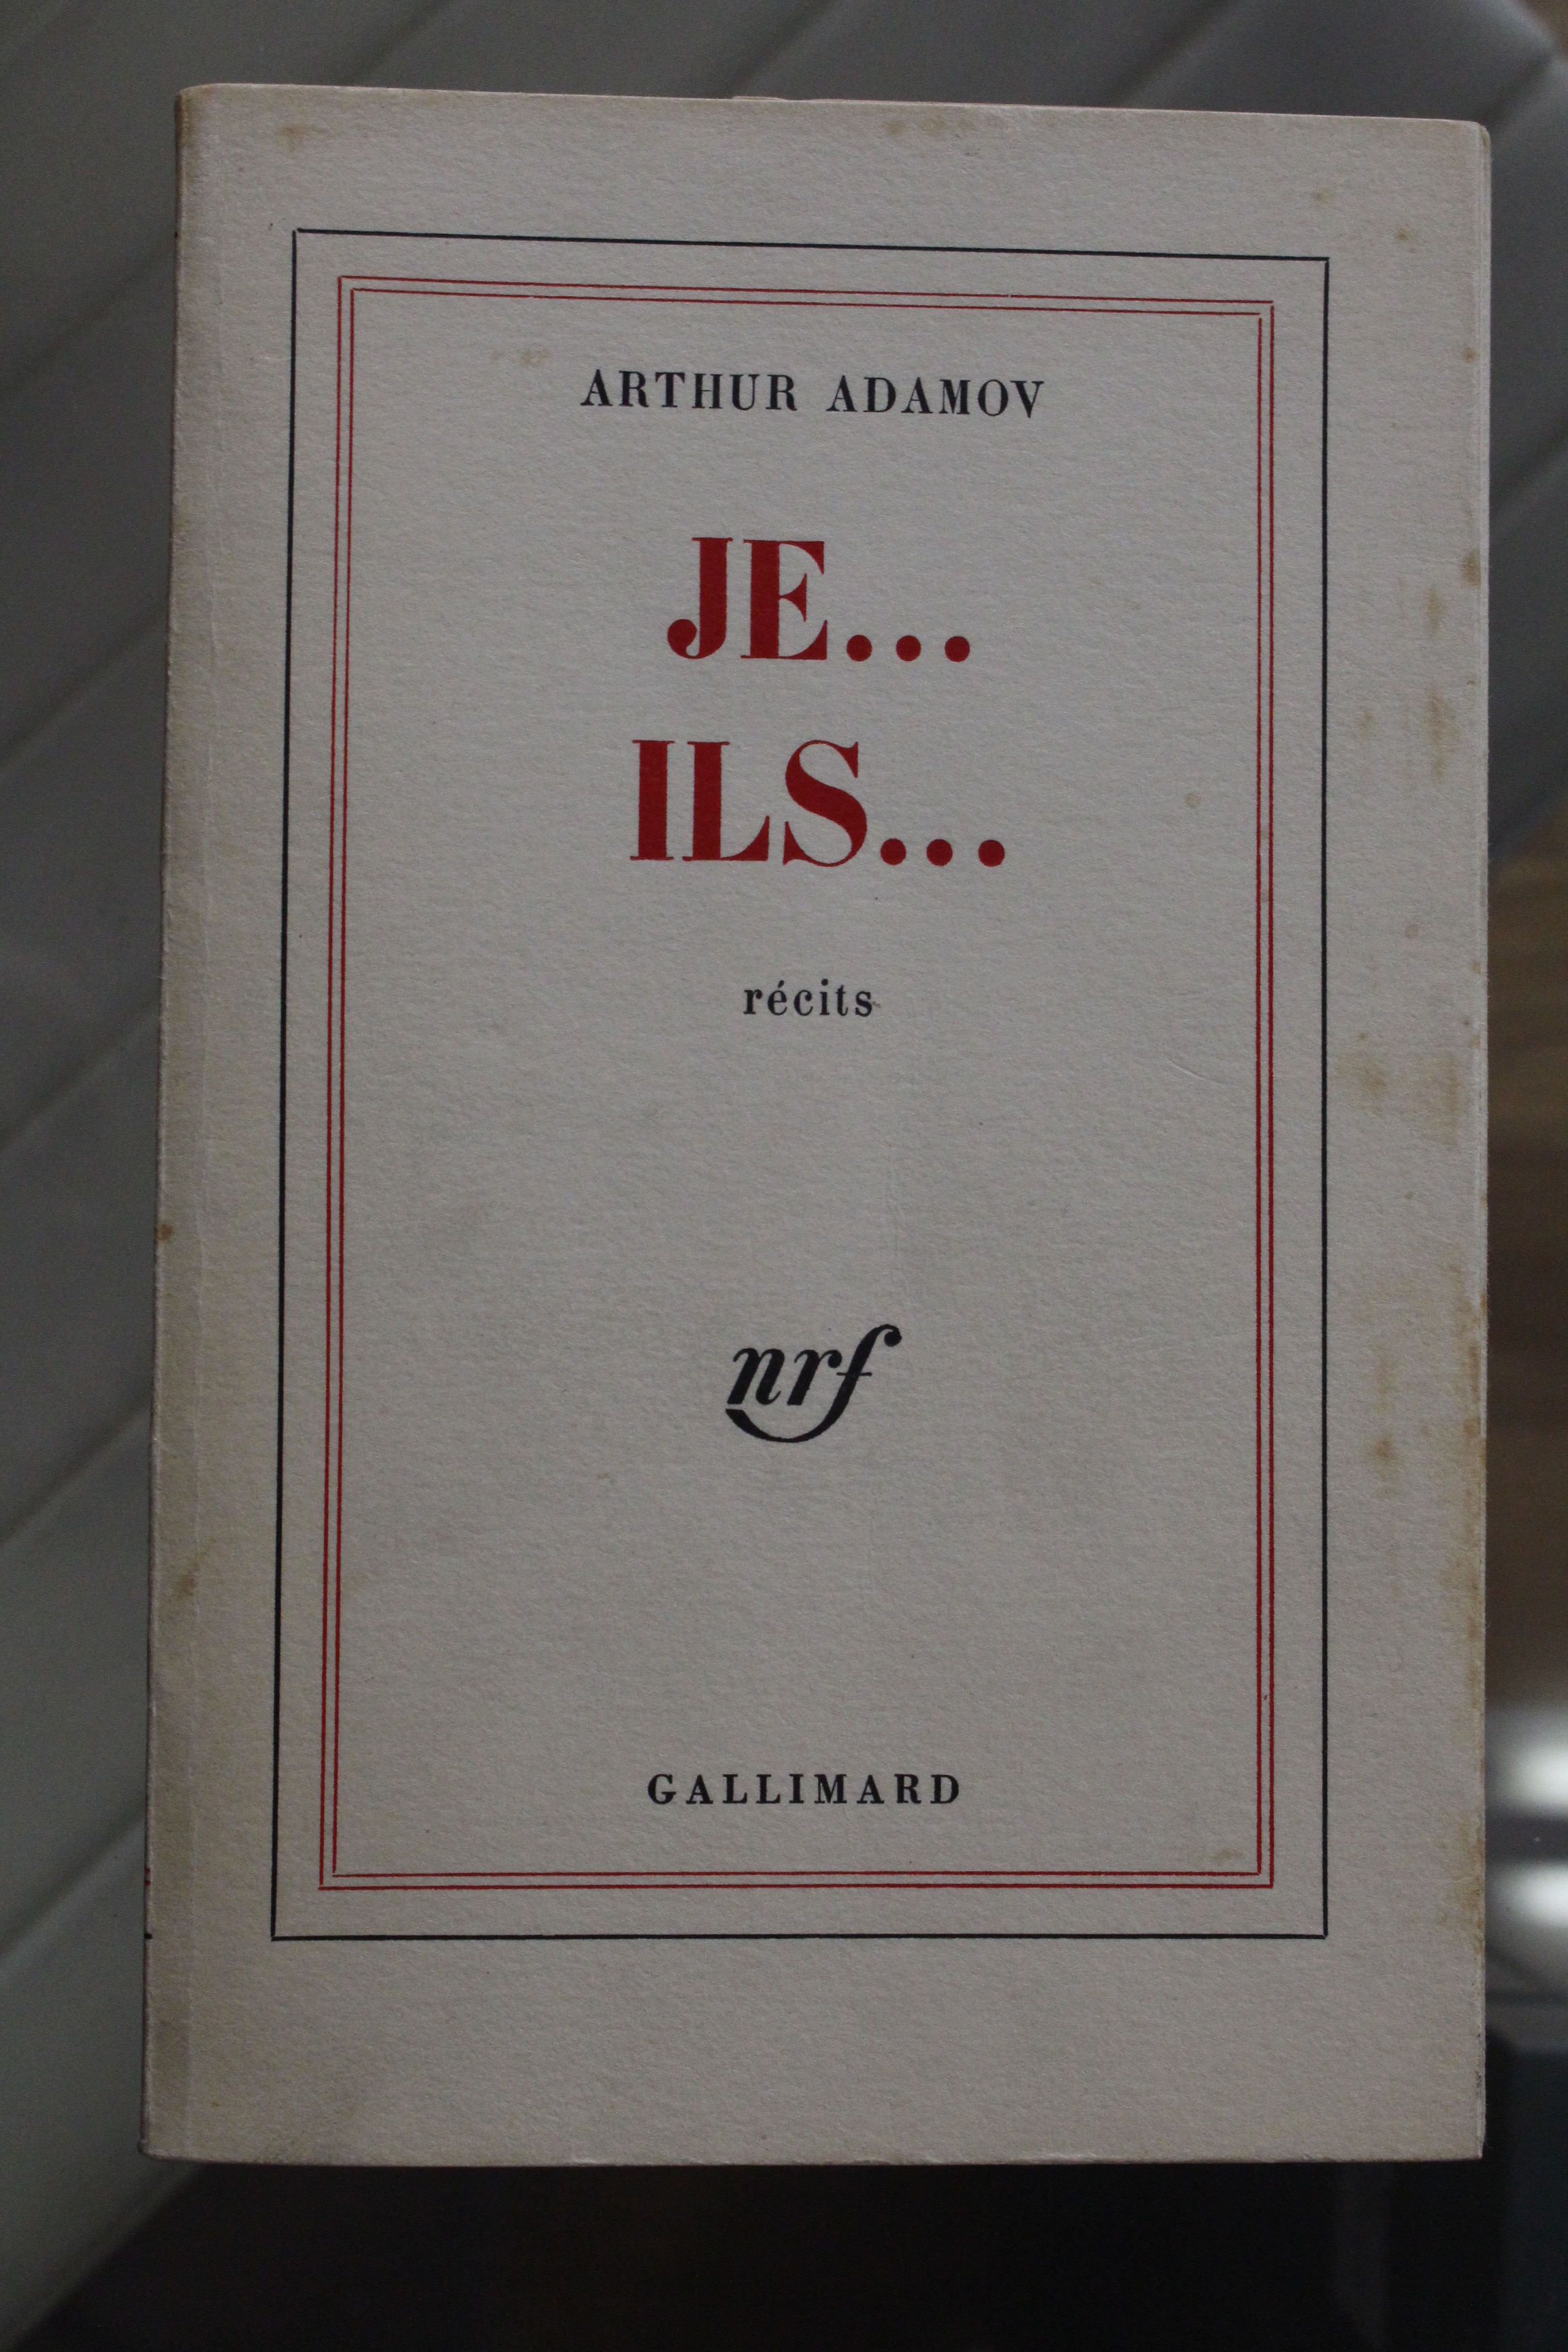 ARTHUR ADAMOV
JE...
ILS...
récits
nrf
GALLIMARD